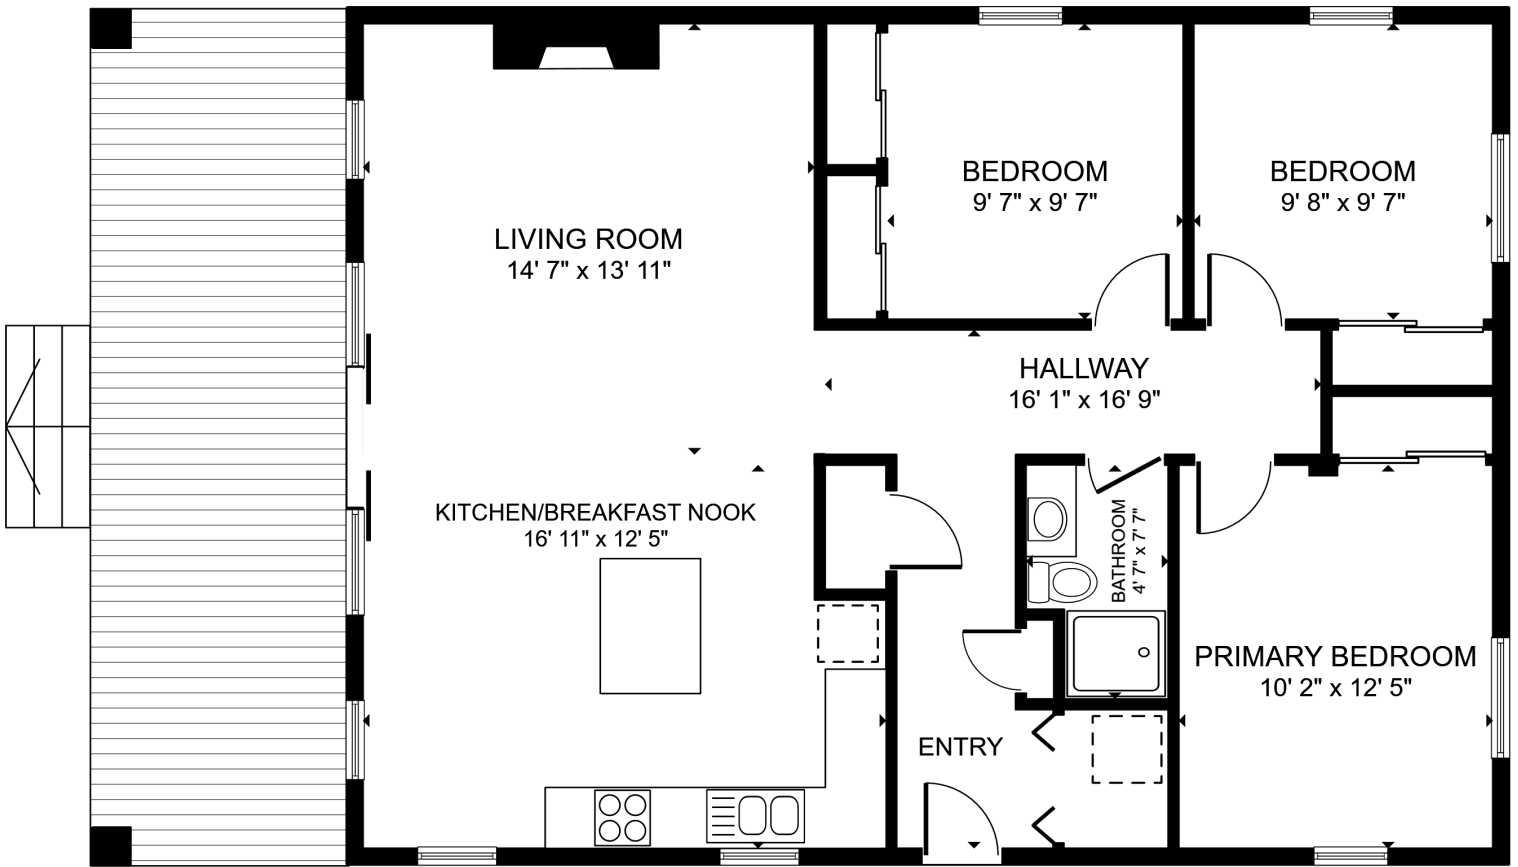 BEDROOM
9' 7" x 9' 7"
BEDROOM
9' 8" x 9' 7"
LIVING ROOM
14' 7" x 13' 11"
HALLWAY
16' 1" x 16' 9"
KITCHEN/BREAKFAST NOOK
16' 11" x 12' 5"
BATHROOM
4' 7" x 7' 7"
PRIMARY BEDROOM
10' 2" x 12' 5"
ENTRY